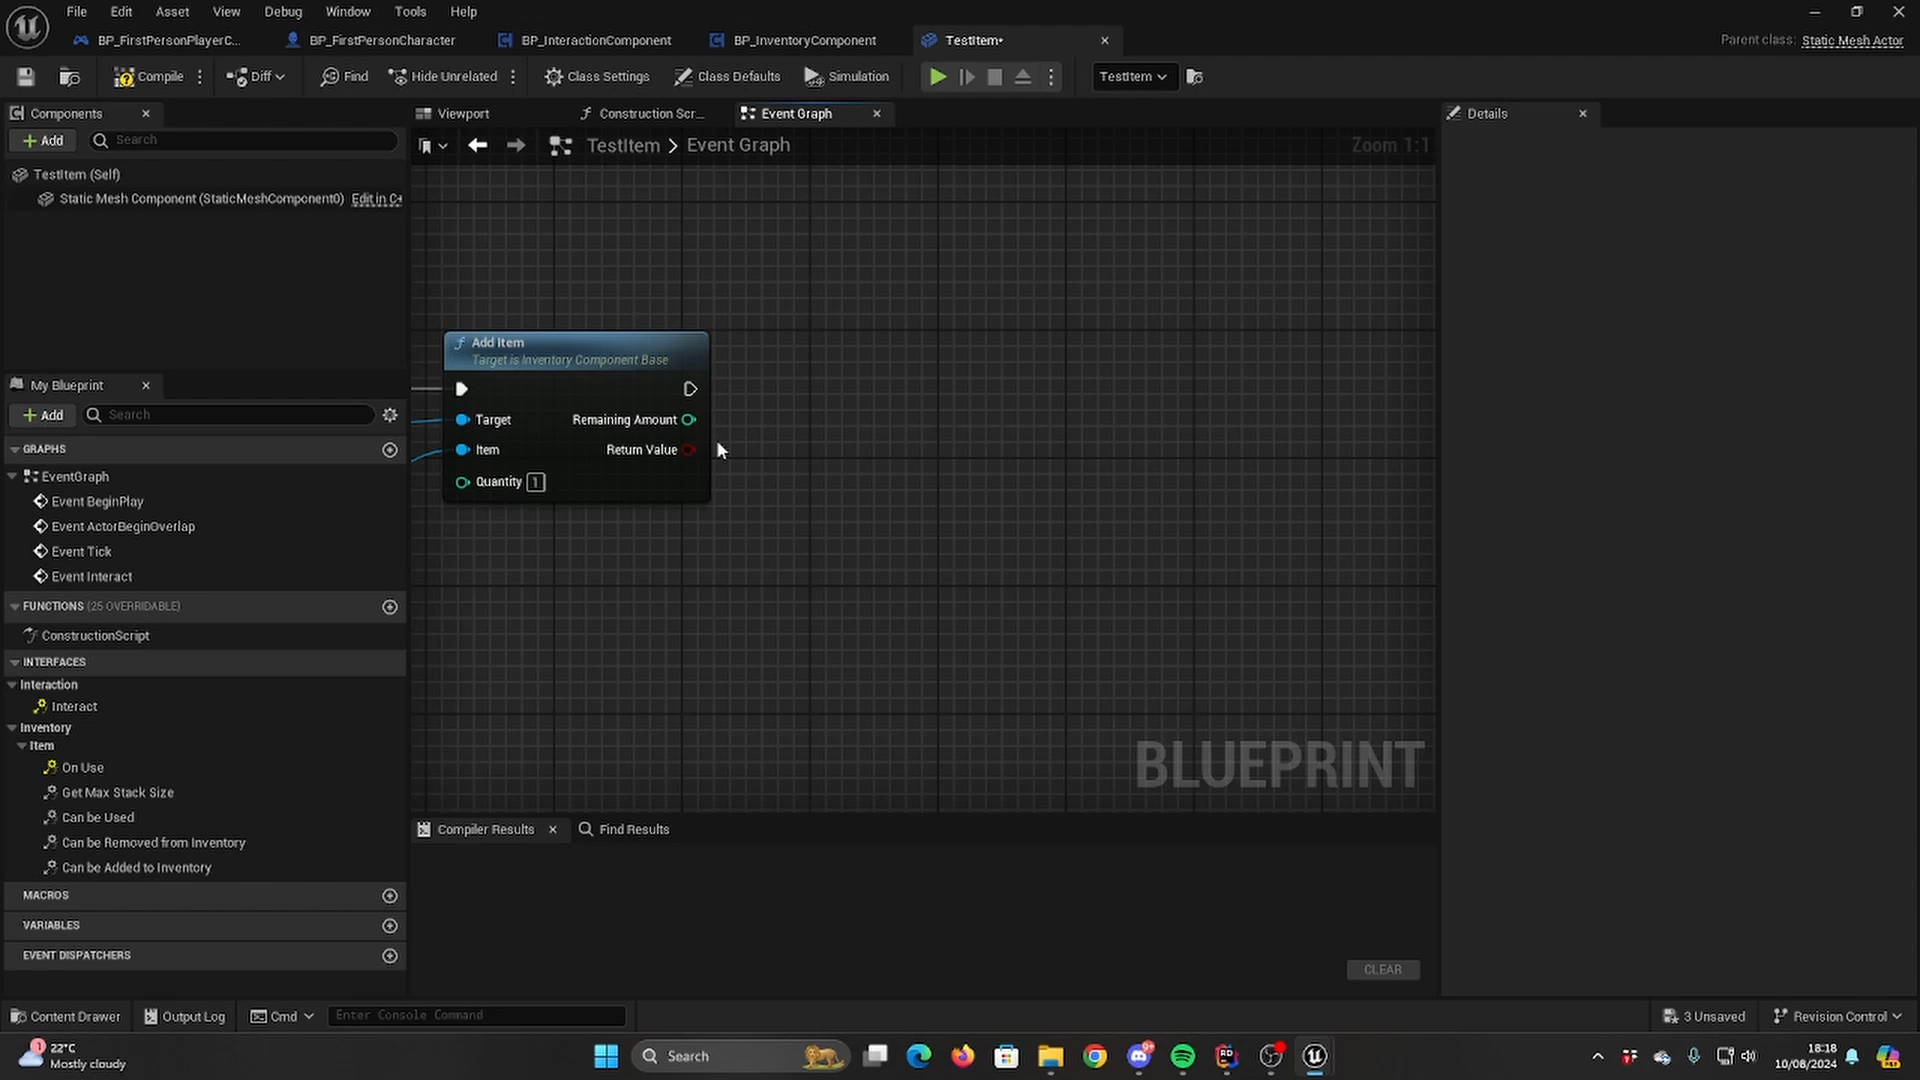 File Edit Asset View Debug Window Tools Help
BP_FirstPersonPlayerC... BP_FirstPersonCharacter BP_InteractionComponent BP_InventoryComponent TestItem• Parent class: Static Mesh Actor
Compile Diff Find Hide Unrelated Class Settings Class Defaults Simulation TestItem
Components Viewport Construction Scr... Event Graph Details
Add Search TestItem > Event Graph Zoom 1:1
TestItem (Self)
Static Mesh Component (StaticMeshComponent0) Edit in C+
Add Item
Target is Inventory Component Base
Target Remaining Amount
Item Return Value
Quantity 1
My Blueprint
Add Search
GRAPHS
EventGraph
Event BeginPlay
Event ActorBeginOverlap
Event Tick
Event Interact
FUNCTIONS (25 OVERRIDABLE)
ConstructionScript
INTERFACES
Interaction
Interact
Inventory
Item
On Use
Get Max Stack Size
Can be Used
Can be Removed from Inventory
Can be Added to Inventory
MACROS
VARIABLES
EVENT DISPATCHERS
BLUEPRINT
Compiler Results Find Results
CLEAR
Content Drawer Output Log Cmd Enter Console Command 3 Unsaved Revision Control
1 22°C
Mostly cloudy
Search
18:18
10/08/2024